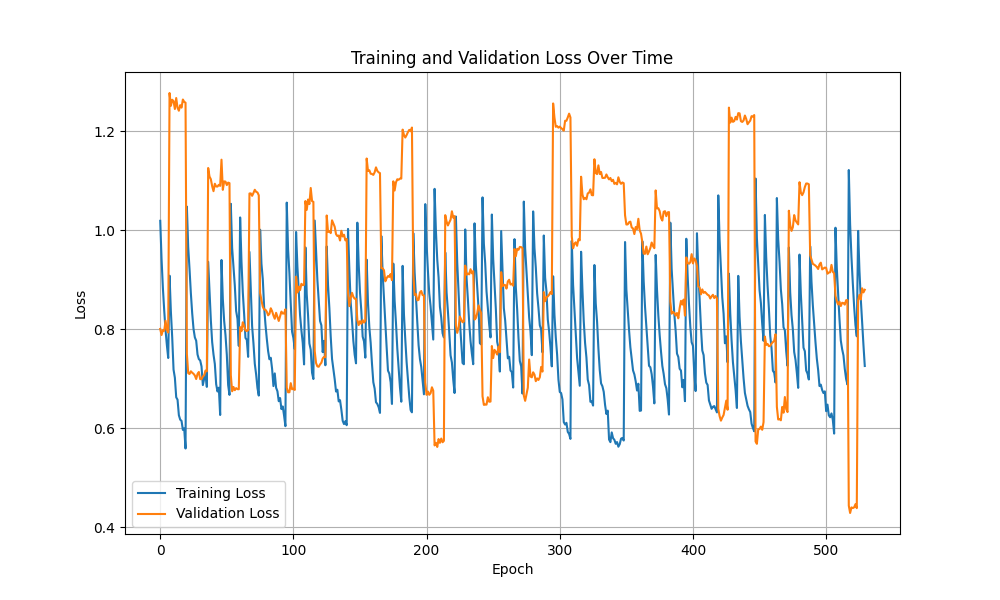 Training and Validation Loss Over Time
Loss
1.2
1.0
0.8
0.6
0.4
Training Loss
Validation Loss
0 100 200 300 400 500
Epoch